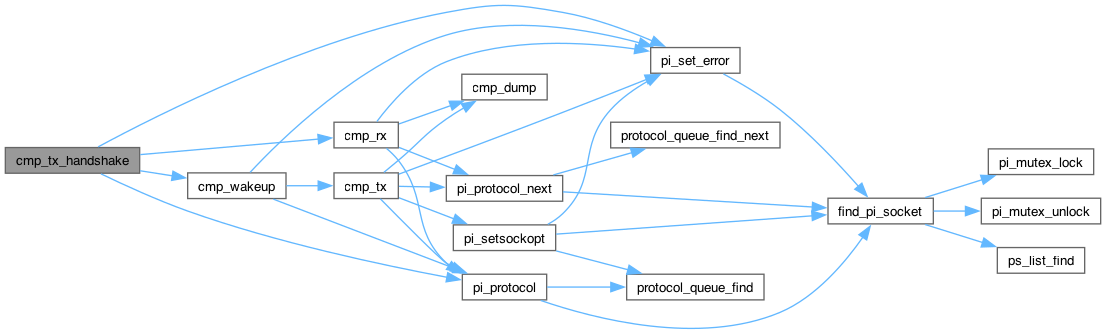 cmp_tx_handshake
cmp_rx
cmp_wakeup
cmp_tx
cmp_dump
pi_protocol_next
pi_setsockopt
pi_protocol
pi_set_error
protocol_queue_find_next
protocol_queue_find
find_pi_socket
pi_mutex_lock
pi_mutex_unlock
ps_list_find